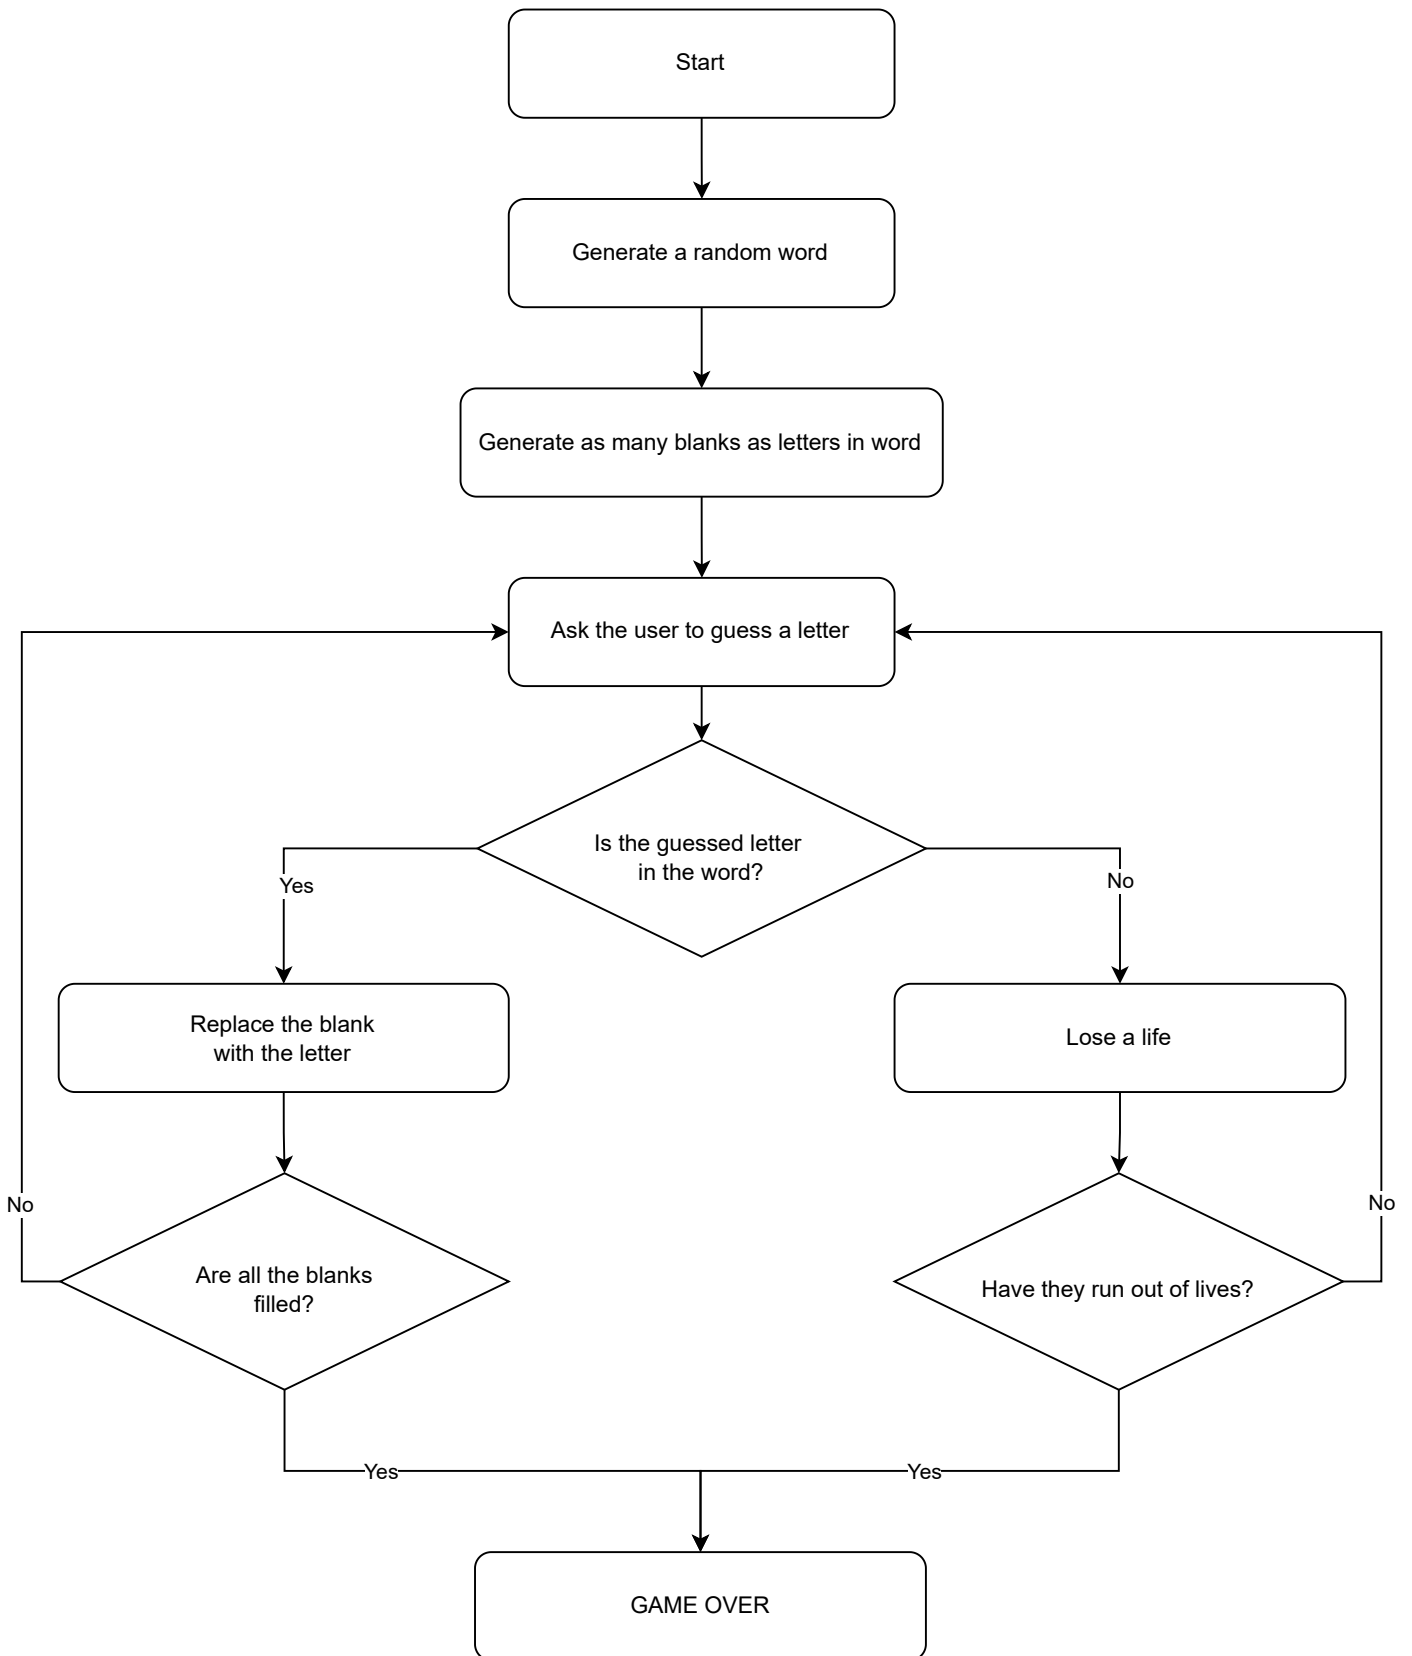 Start
Generate a random word
Generate as many blanks as letters in word
Ask the user to guess a letter
Is the guessed letter
in the word?
Yes
No
Replace the blank
with the letter
Lose a life
No
No
Are all the blanks
filled?
Have they run out of lives?
Yes
Yes
GAME OVER